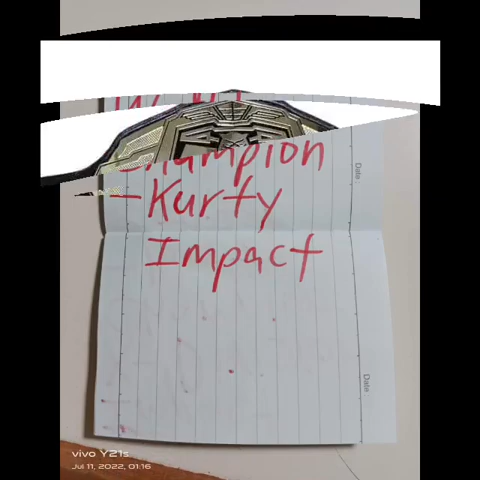 Champion
-Kurty
Impact
Date:
Date
vivo Y21s
Jul 11, 2022, 01:16